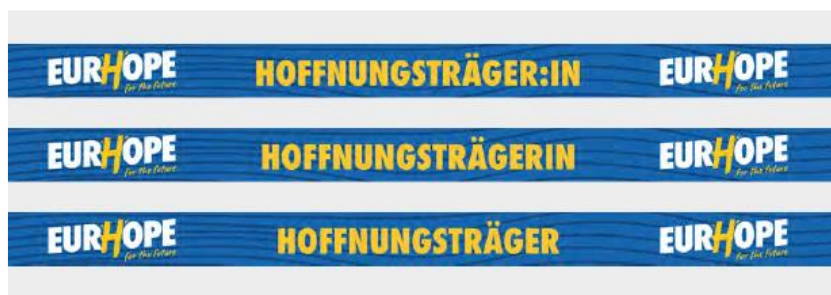 EURHOPE HOFFNUNGSTRÄGER:IN EURHOPE
for the future for the future
EURHOPE HOFFNUNGSTRÄGERIN EURHOPE
for the future for the future
EURHOPE HOFFNUNGSTRÄGER EURHOPE
for the future for the future